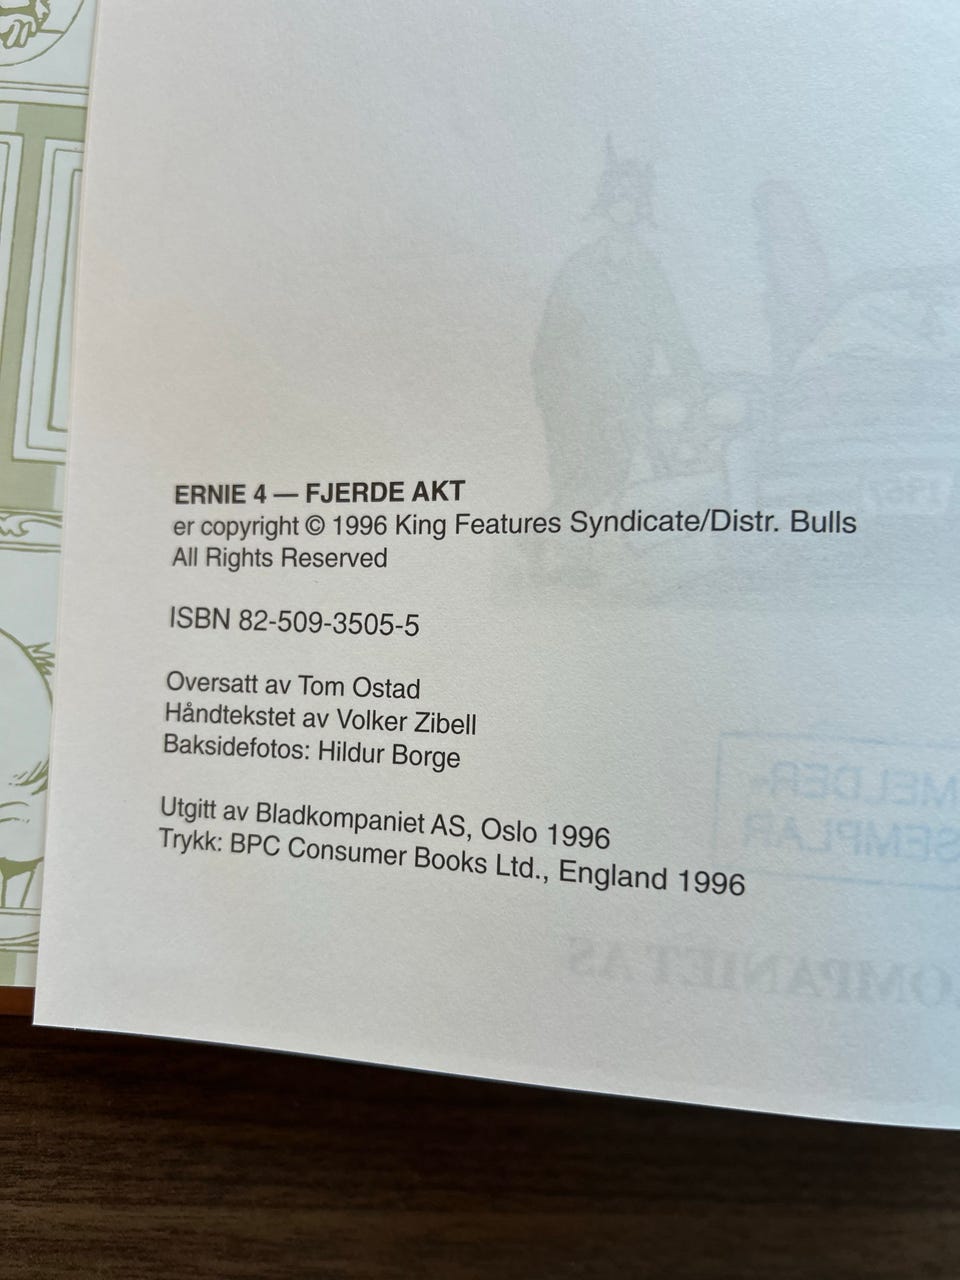 ERNIE 4 — FJERDE AKT
er copyright © 1996 King Features Syndicate/Distr. Bulls
All Rights Reserved
ISBN 82-509-3505-5
Oversatt av Tom Ostad
Håndtekstet av Volker Zibell
Baksidefotos: Hildur Borge
Utgitt av Bladkompaniet AS, Oslo 1996
Trykk: BPC Consumer Books Ltd., England 1996